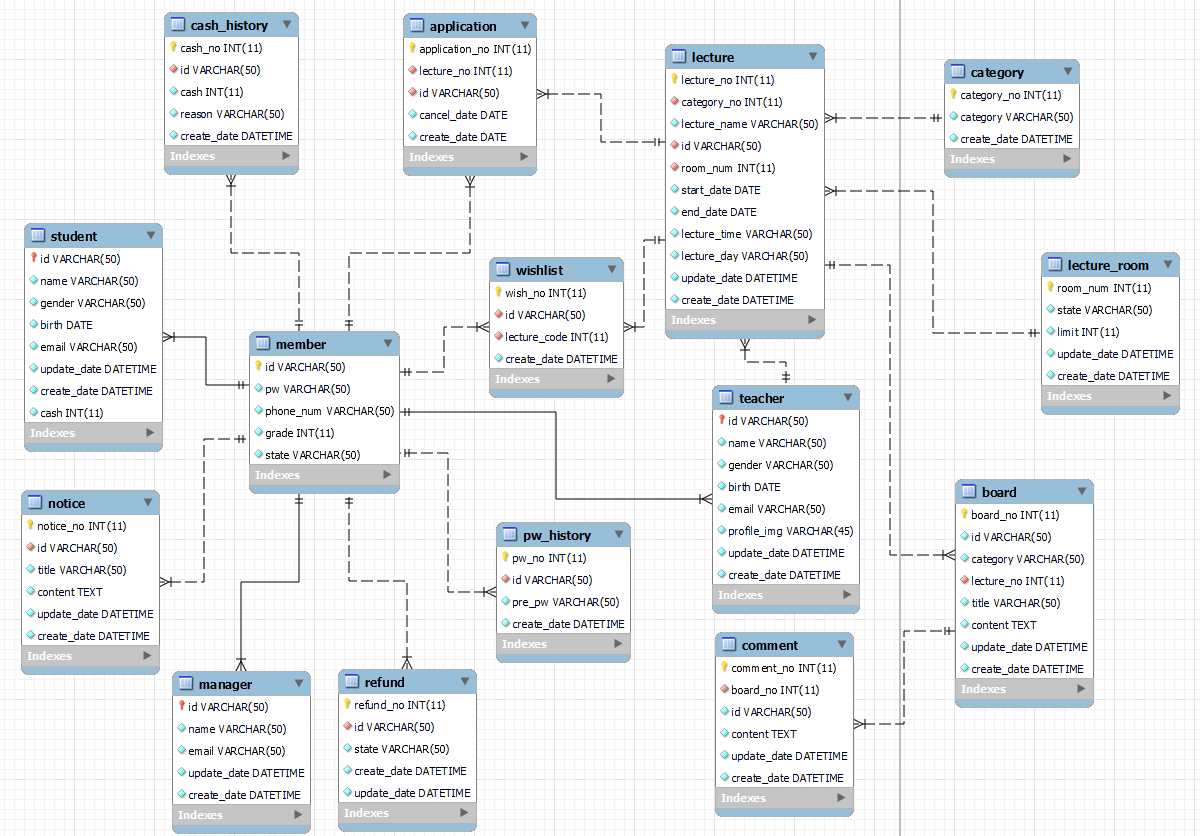 cash_history
cash_no INT(11)
id VARCHAR(50)
cash INT(11)
reason VARCHAR(50)
create_date DATETIME
Indexes
application
application_no INT(11)
lecture_no INT(11)
id VARCHAR(50)
cancel_date DATE
create_date DATE
Indexes
lecture
lecture_no INT(11)
category_no INT(11)
lecture_name VARCHAR(50)
id VARCHAR(50)
room_num INT(11)
start_date DATE
end_date DATE
lecture_time VARCHAR(50)
lecture_day VARCHAR(50)
update_date DATETIME
create_date DATETIME
Indexes
category
category_no INT(11)
category VARCHAR(50)
create_date DATETIME
Indexes
student
id VARCHAR(50)
name VARCHAR(50)
gender VARCHAR(50)
birth DATE
email VARCHAR(50)
update_date DATETIME
create_date DATETIME
cash INT(11)
Indexes
member
id VARCHAR(50)
pw VARCHAR(50)
phone_num VARCHAR(50)
grade INT(11)
state VARCHAR(50)
Indexes
wishlist
wish_no INT(11)
id VARCHAR(50)
lecture_code INT(11)
create_date DATETIME
Indexes
lecture_room
room_num INT(11)
state VARCHAR(50)
limit INT(11)
update_date DATETIME
create_date DATETIME
Indexes
teacher
id VARCHAR(50)
name VARCHAR(50)
gender VARCHAR(50)
birth DATE
email VARCHAR(50)
profile_img VARCHAR(45)
update_date DATETIME
create_date DATETIME
Indexes
notice
notice_no INT(11)
id VARCHAR(50)
title VARCHAR(50)
content TEXT
update_date DATETIME
create_date DATETIME
Indexes
pw_history
pw_no INT(11)
id VARCHAR(50)
pre_pw VARCHAR(50)
create_date DATETIME
Indexes
board
board_no INT(11)
id VARCHAR(50)
category VARCHAR(50)
lecture_no INT(11)
title VARCHAR(50)
content TEXT
update_date DATETIME
create_date DATETIME
Indexes
manager
id VARCHAR(50)
name VARCHAR(50)
email VARCHAR(50)
update_date DATETIME
create_date DATETIME
Indexes
refund
refund_no INT(11)
id VARCHAR(50)
state VARCHAR(50)
create_date DATETIME
update_date DATETIME
Indexes
comment
comment_no INT(11)
board_no INT(11)
id VARCHAR(50)
content TEXT
update_date DATETIME
create_date DATETIME
Indexes